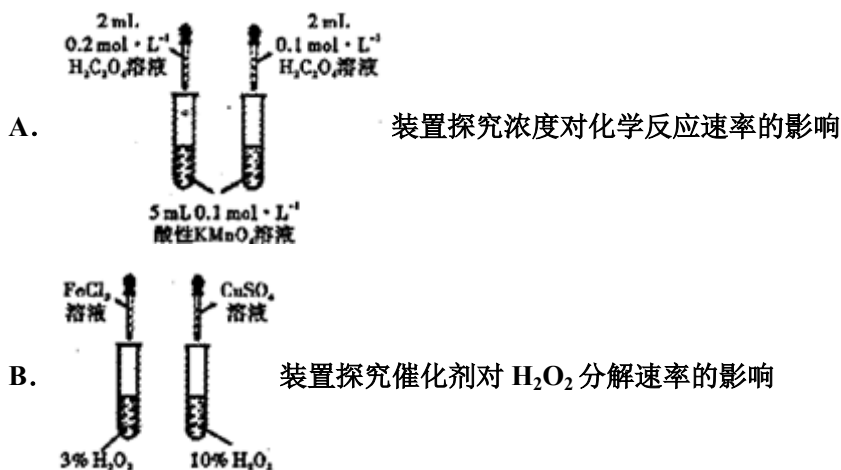 2 mL 2 mL
0.2 mol·L⁻¹ 0.1 mol·L⁻¹
H₂C₂O₄溶液 H₂C₂O₄溶液
A. 装置探究浓度对化学反应速率的影响
5 mL 0.1 mol·L⁻¹
酸性KMnO₄溶液
FeCl₃ CuSO₄
溶液 溶液
B. 装置探究催化剂对 H₂O₂ 分解速率的影响
3% H₂O₂ 10% H₂O₂